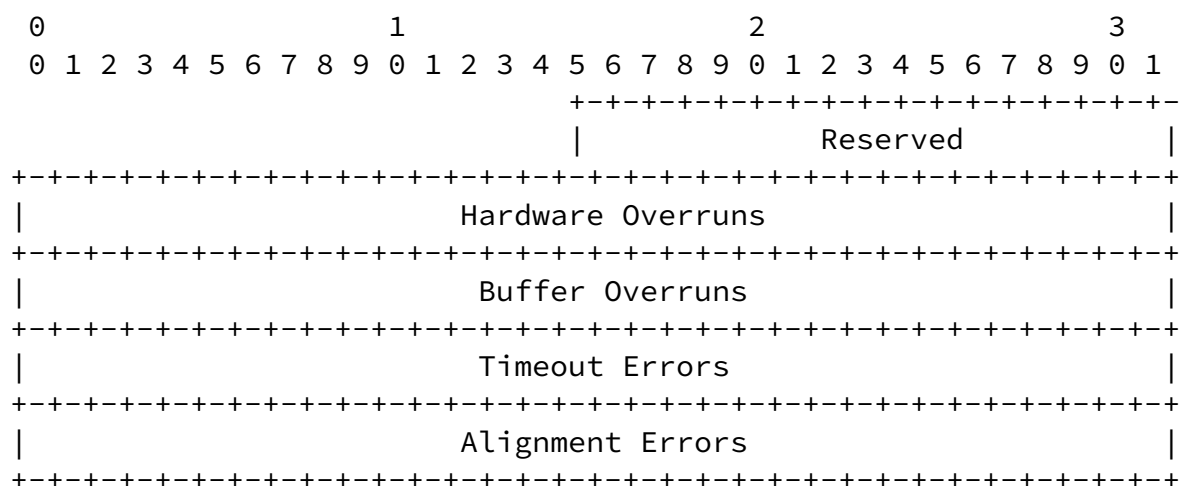 0                   1                   2                   3
0 1 2 3 4 5 6 7 8 9 0 1 2 3 4 5 6 7 8 9 0 1 2 3 4 5 6 7 8 9 0 1
+-+-+-+-+-+-+-+-+-+-+-+-+-+-+-+-+-
|             Reserved           |
+-+-+-+-+-+-+-+-+-+-+-+-+-+-+-+-+-+-+-+-+-+-+-+-+-+-+-+-+-+-+-+-+
|                        Hardware Overruns                      |
+-+-+-+-+-+-+-+-+-+-+-+-+-+-+-+-+-+-+-+-+-+-+-+-+-+-+-+-+-+-+-+-+
|                         Buffer Overruns                       |
+-+-+-+-+-+-+-+-+-+-+-+-+-+-+-+-+-+-+-+-+-+-+-+-+-+-+-+-+-+-+-+-+
|                         Timeout Errors                        |
+-+-+-+-+-+-+-+-+-+-+-+-+-+-+-+-+-+-+-+-+-+-+-+-+-+-+-+-+-+-+-+-+
|                        Alignment Errors                       |
+-+-+-+-+-+-+-+-+-+-+-+-+-+-+-+-+-+-+-+-+-+-+-+-+-+-+-+-+-+-+-+-+